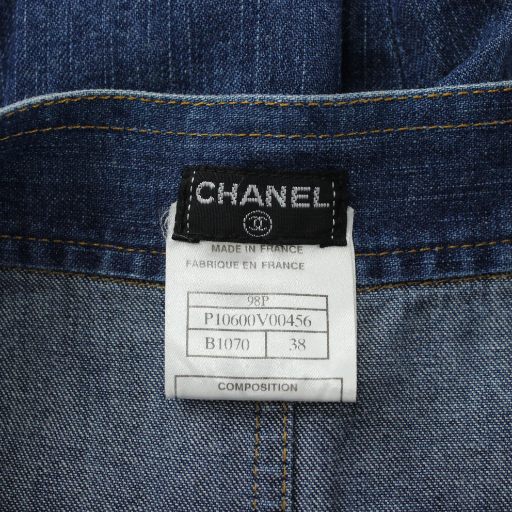 CHANEL
MADE IN FRANCE
FABRIQUE EN FRANCE
98P
P10600V00456
B1070 38
COMPOSITION